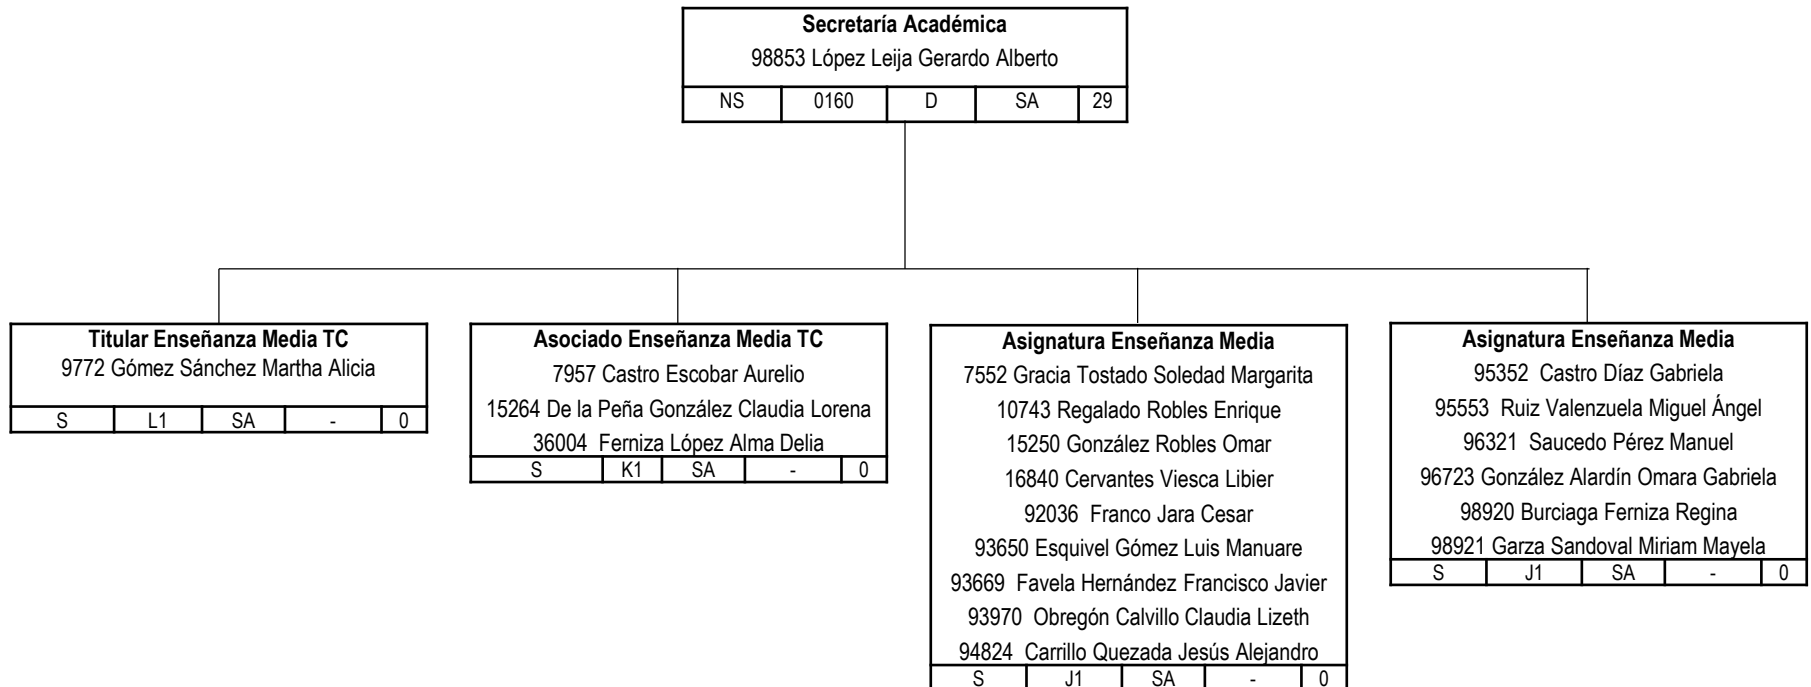 Secretaría Académica
98853 López Leija Gerardo Alberto
NS 0160 D SA 29
Titular Enseñanza Media TC
9772 Gómez Sánchez Martha Alicia
S L1 SA - 0
Asociado Enseñanza Media TC
7957 Castro Escobar Aurelio
15264 De la Peña González Claudia Lorena
36004 Ferniza López Alma Delia
S K1 SA - 0
Asignatura Enseñanza Media
7552 Gracia Tostado Soledad Margarita
10743 Regalado Robles Enrique
15250 González Robles Omar
16840 Cervantes Viesca Libier
92036 Franco Jara Cesar
93650 Esquivel Gómez Luis Manuare
93669 Favela Hernández Francisco Javier
93970 Obregón Calvillo Claudia Lizeth
94824 Carrillo Quezada Jesús Alejandro
S J1 SA - 0
Asignatura Enseñanza Media
95352 Castro Díaz Gabriela
95553 Ruiz Valenzuela Miguel Ángel
96321 Saucedo Pérez Manuel
96723 González Alardín Omara Gabriela
98920 Burciaga Ferniza Regina
98921 Garza Sandoval Miriam Mayela
S J1 SA - 0